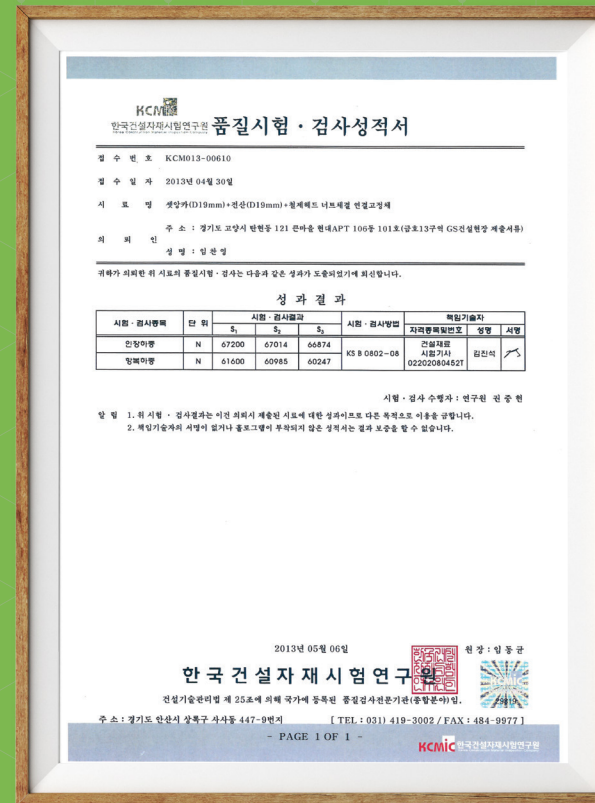 KCM
한국건설자재시험연구원 품질시험 · 검사성적서
접 수 번 호 KCM013-00610
접 수 일 자 2013년 04월 30일
시 료 명 셋앙카(D19mm)+전산(D19mm)+철제헤드 너트체결 연결고정체
의 뢰 인
주 소 : 경기도 고양시 탄현동 121 큰마을 현대APT 106동 101호(금호13구역 GS건설현장 제출서류)
성 명 : 임찬영
귀하가 의뢰한 위 시료의 품질시험 · 검사는 다음과 같은 성과가 도출되었기에 회신합니다.
성 과 결 과
시험 · 검사종목 단 위 시험 · 검사결과 시험 · 검사방법 책임기술자
S1 S2 S3 자격종목및번호 성명 서명
인장하중 N 67200 67014 66874 KS B 0802-08 건설재료 시험기사 02202080452T 김진석
항복하중 N 61600 60985 60247
시험 · 검사 수행자 : 연구원 권중현
알 림 1. 위 시험 · 검사결과는 이건 의뢰시 제출된 시료에 대한 성과이므로 다른 목적으로 이용을 금합니다.
2. 책임기술자의 서명이 없거나 홀로그램이 부착되지 않은 성적서는 결과 보증을 할 수 없습니다.
2013년 05월 06일
원 장 : 임동균
한국건설자재시험연구원
건설기술관리법 제 25조에 의해 국가에 등록된 품질검사전문기관(종합분야)임.
주 소 : 경기도 안산시 상록구 사사동 447-9번지 [ TEL : 031) 419-3002 / FAX : 484-9977 ]
- PAGE 1 OF 1 -
KCMiC 한국건설자재시험연구원